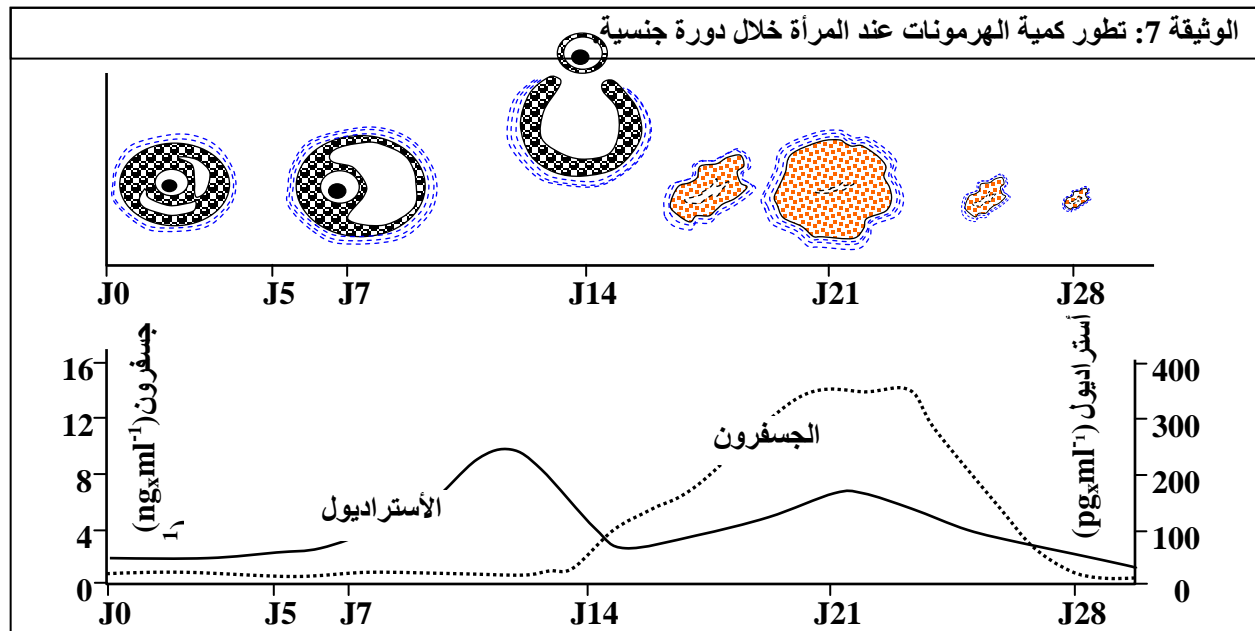 الوثيقة 7: تطور كمية الهرمونات عند المرأة خلال دورة جنسية
J0 J5 J7 J14 J21 J28
جسفرون (ng×ml⁻¹)
أستراديول (pg×ml⁻¹)
16 400
12 300
الجسفرون
8 200
الأستراديول
4 100
0 0
J0 J5 J7 J14 J21 J28